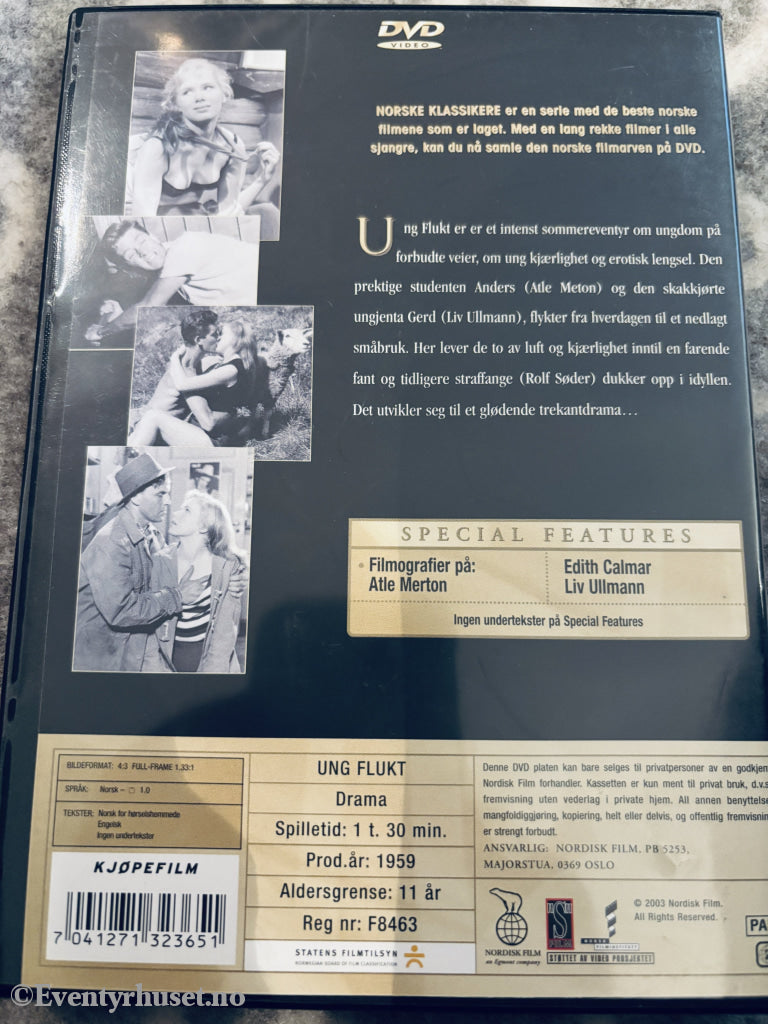 DVD
VIDEO
NORSKE KLASSIKERE er en serie med de beste norske
filmene som er laget. Med en lang rekke filmer i alle
sjangre, kan du nå samle den norske filmarven på DVD.
Ung Flukt er er et intenst sommereventyr om ungdom på
forbudte veier, om ung kjærlighet og erotisk lengsel. Den
prektige studenten Anders (Atle Meton) og den skakkjørte
ungjenta Gerd (Liv Ullmann), flykter fra hverdagen til et nedlagt
småbruk. Her lever de to av luft og kjærlighet inntil en farende
fant og tidligere straffange (Rolf Søder) dukker opp i idyllen.
Det utvikler seg til et glødende trekantdrama...
SPECIAL FEATURES
• Filmografier på:
Atle Merton
Edith Calmar
Liv Ullmann
Ingen undertekster på Special Features
BILDEFORMAT: 4:3 FULL-FRAME 1.33:1
SPRÅK: Norsk – 1.0
TEKSTER: Norsk for hørselshemmede
Engelsk
Ingen undertekster
KJØPEFILM
7 041271 323651
UNG FLUKT
Drama
Spilletid: 1 t. 30 min.
Prod.år: 1959
Aldersgrense: 11 år
Reg nr: F8463
STATENS FILMTILSYN
NORWEGIAN BOARD OF FILM CLASSIFICATION
Denne DVD platen kan bare selges til privatpersoner av en godkjen
Nordisk Film forhandler. Kassetten er kun ment til privat bruk, d.v.s
fremvisning uten vederlag i private hjem. All annen benyttelse
mangfoldiggjøring, kopiering, helt eller delvis, og offentlig fremvisnin
er strengt forbudt.
ANSVARLIG: NORDISK FILM, PB 5253,
MAJORSTUA, 0369 OSLO
NORDISK FILM
an Egmont company
FILM
NORSK
FILMINSTITUTT
STØTTET AV VIDEO PROSJEKTET
© 2003 Nordisk Film.
All Rights Reserved.
PA
©Eventyrhuset.no